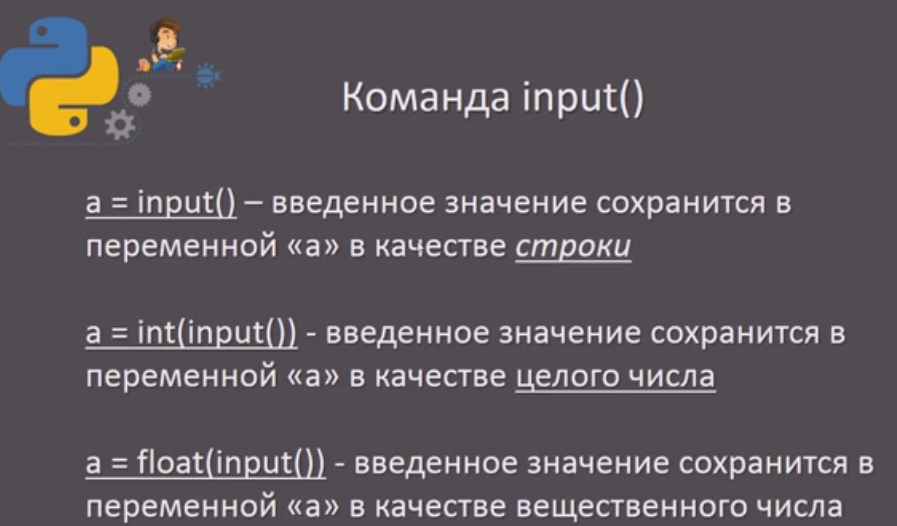 Команда input()
a = input() – введенное значение сохранится в
переменной «а» в качестве строки
a = int(input()) - введенное значение сохранится в
переменной «а» в качестве целого числа
a = float(input()) - введенное значение сохранится в
переменной «а» в качестве вещественного числа